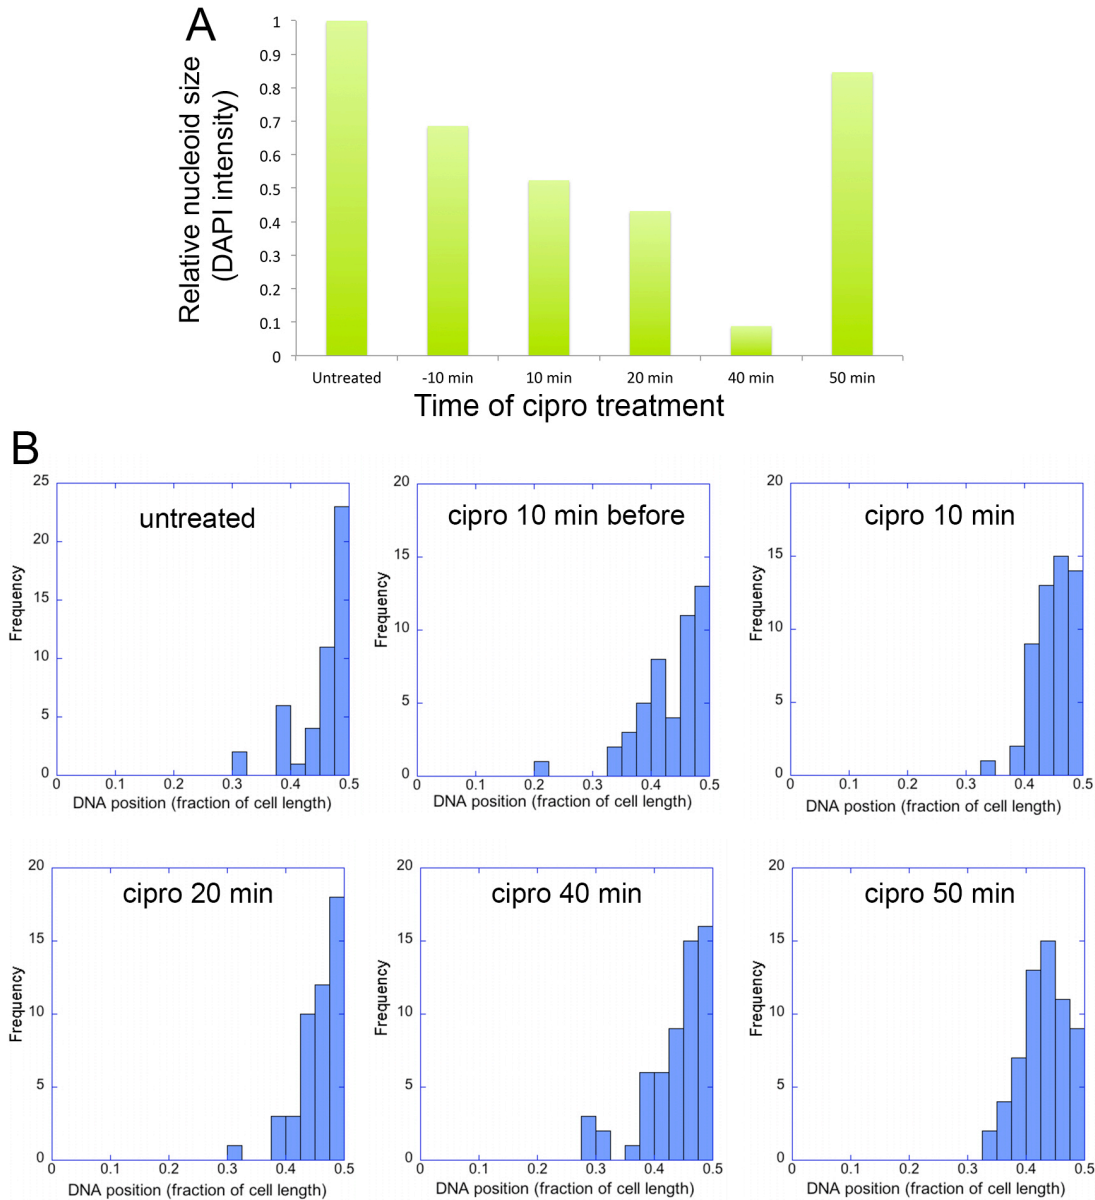 A
Relative nucleoid size
(DAPI intensity)
1
0.9
0.8
0.7
0.6
0.5
0.4
0.3
0.2
0.1
0
Untreated -10 min 10 min 20 min 40 min 50 min
Time of cipro treatment
B
untreated
Frequency
25
20
15
10
5
0
0 0.1 0.2 0.3 0.4 0.5
DNA position (fraction of cell length)
cipro 10 min before
Frequency
20
15
10
5
0
0 0.1 0.2 0.3 0.4 0.5
DNA position (fraction of cell length)
cipro 10 min
Frequency
20
15
10
5
0
0 0.1 0.2 0.3 0.4 0.5
DNA position (fraction of cell length)
cipro 20 min
Frequency
20
15
10
5
0
0 0.1 0.2 0.3 0.4 0.5
DNA position (fraction of cell length)
cipro 40 min
Frequency
20
15
10
5
0
0 0.1 0.2 0.3 0.4 0.5
DNA position (fraction of cell length)
cipro 50 min
Frequency
20
15
10
5
0
0 0.1 0.2 0.3 0.4 0.5
DNA position (fraction of cell length)